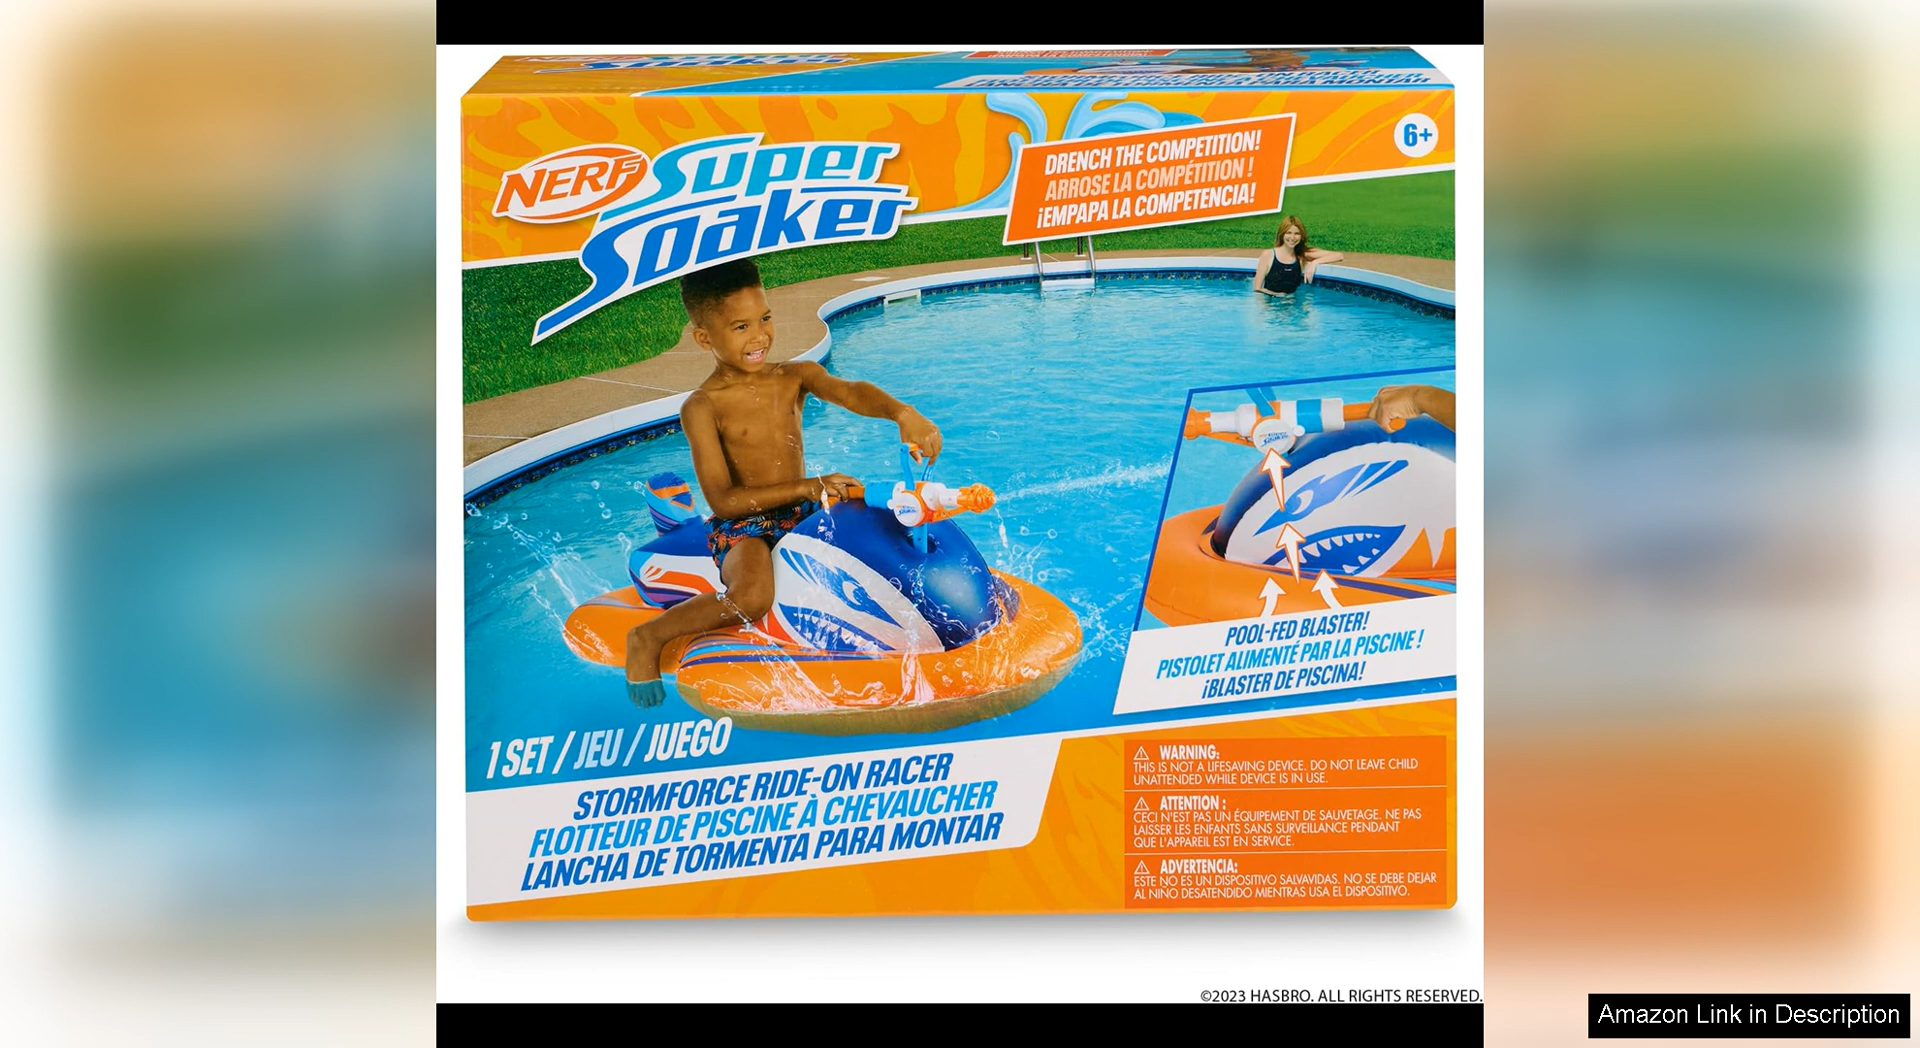 NERF
Super
Soaker
DRENCH THE COMPETITION!
ARROSE LA COMPÉTITION !
¡EMPAPA LA COMPETENCIA!
6+
POOL-FED BLASTER!
PISTOLET ALIMENTÉ PAR LA PISCINE !
¡BLASTER DE PISCINA!
1 SET / JEU / JUEGO
STORMFORCE RIDE-ON RACER
FLOTTEUR DE PISCINE À CHEVAUCHER
LANCHA DE TORMENTA PARA MONTAR
WARNING:
THIS IS NOT A LIFESAVING DEVICE. DO NOT LEAVE CHILD
UNATTENDED WHILE DEVICE IS IN USE.
ATTENTION :
CECI N'EST PAS UN ÉQUIPEMENT DE SAUVETAGE. NE PAS
LAISSER LES ENFANTS SANS SURVEILLANCE PENDANT
QUE L'APPAREIL EST EN SERVICE.
ADVERTENCIA:
ESTE NO ES UN DISPOSITIVO SALVAVIDAS. NO SE DEBE DEJAR
AL NIÑO DESATENDIDO MIENTRAS USA EL DISPOSITIVO.
©2023 HASBRO. ALL RIGHTS RESERVED.
Amazon Link in Description